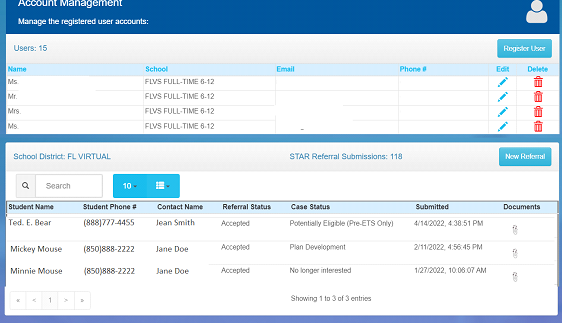 Account Management
Manage the registered user accounts:
Users: 15
Register User
Name School Email Phone # Edit Delete
Ms. FLVS FULL-TIME 6-12
Mr. FLVS FULL-TIME 6-12
Mrs. FLVS FULL-TIME 6-12
Ms. FLVS FULL-TIME 6-12
School District: FL VIRTUAL STAR Referral Submissions: 118 New Referral
Search 10
Student Name Student Phone # Contact Name Referral Status Case Status Submitted Documents
Ted. E. Bear (888)777-4455 Jean Smith Accepted Potentially Eligible (Pre-ETS Only) 4/14/2022, 4:38:51 PM
Mickey Mouse (850)888-2222 Jane Doe Accepted Plan Development 2/11/2022, 4:56:45 PM
Minnie Mouse (850)888-2222 Jane Doe Accepted No longer interested 1/27/2022, 10:06:07 AM
« < 1 > » Showing 1 to 3 of 3 entries